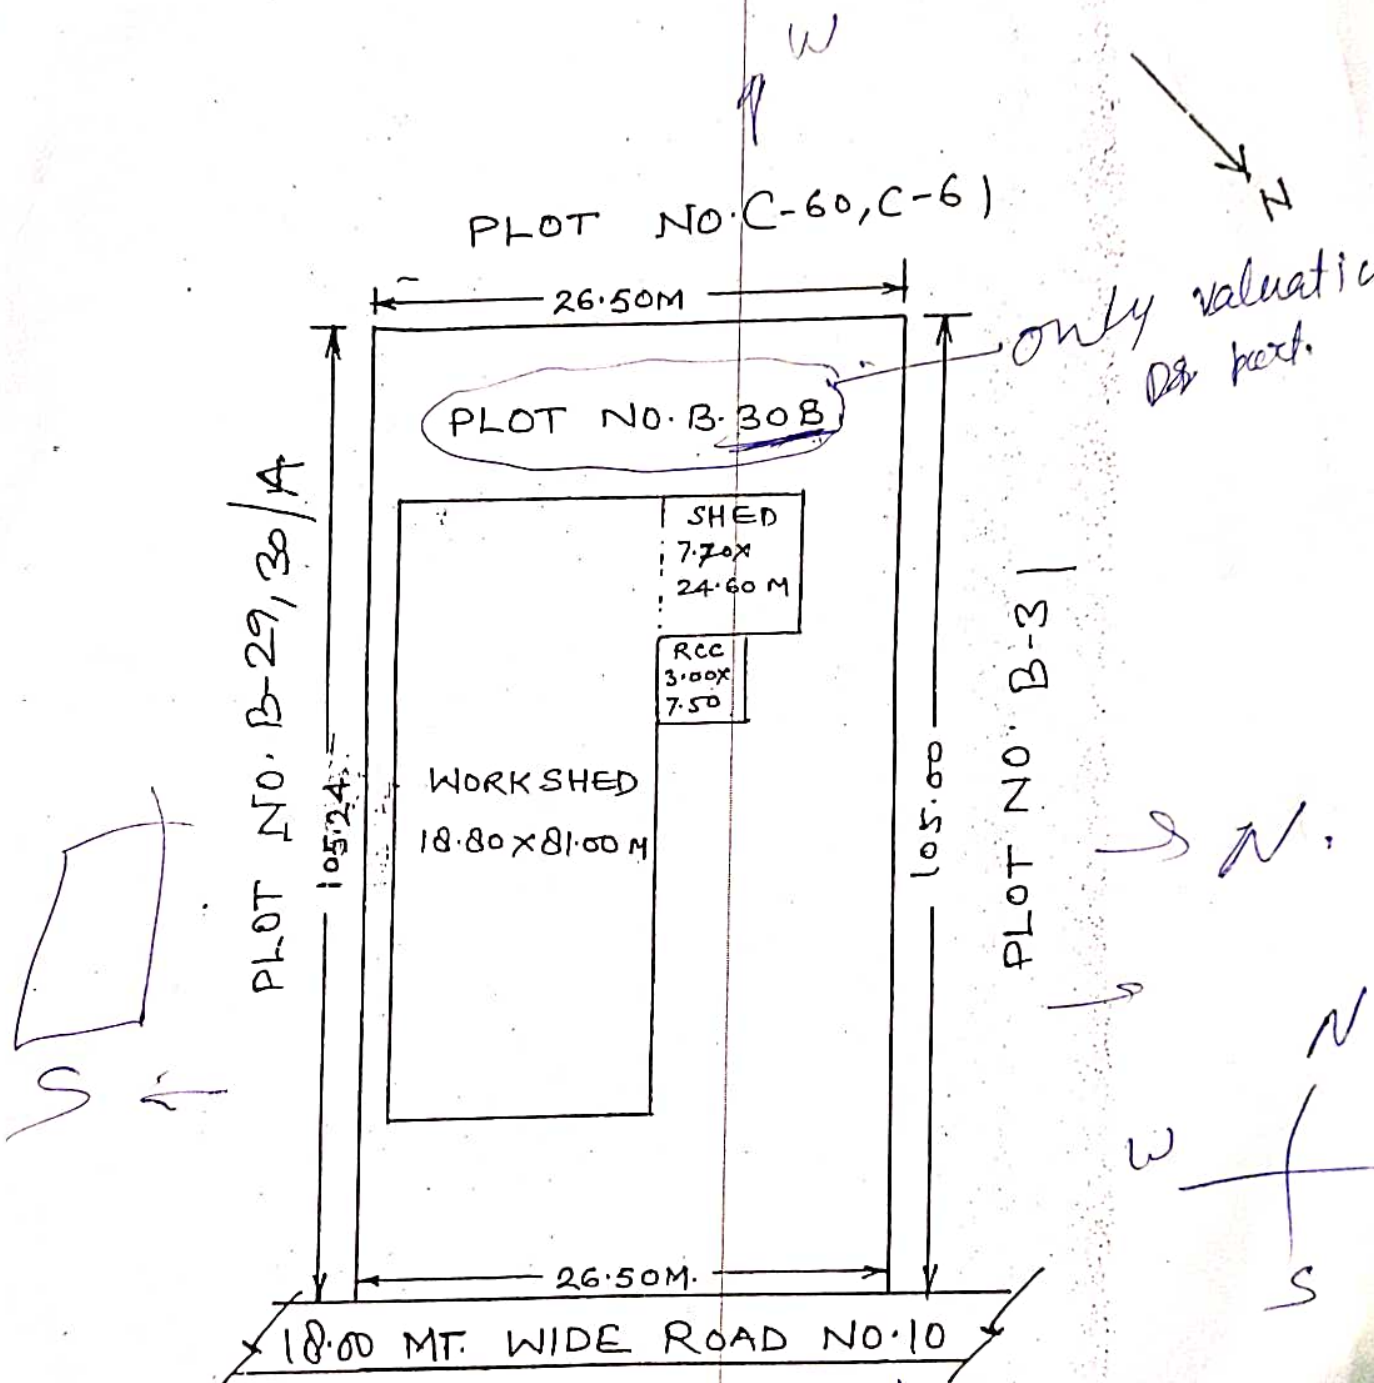 W
N
PLOT NO. C-60, C-61
26.50M
only valuatio
PLOT NO. B-30B
PLOT NO. B-29, 30/A
105.24
SHED
7.70X
24.60 M
RCC
3.00X
7.50
WORKSHED
18.80X81.00 M
105.00
PLOT NO. B-31
N.
S
N
W
S
26.50M.
18.00 MT. WIDE ROAD NO.10